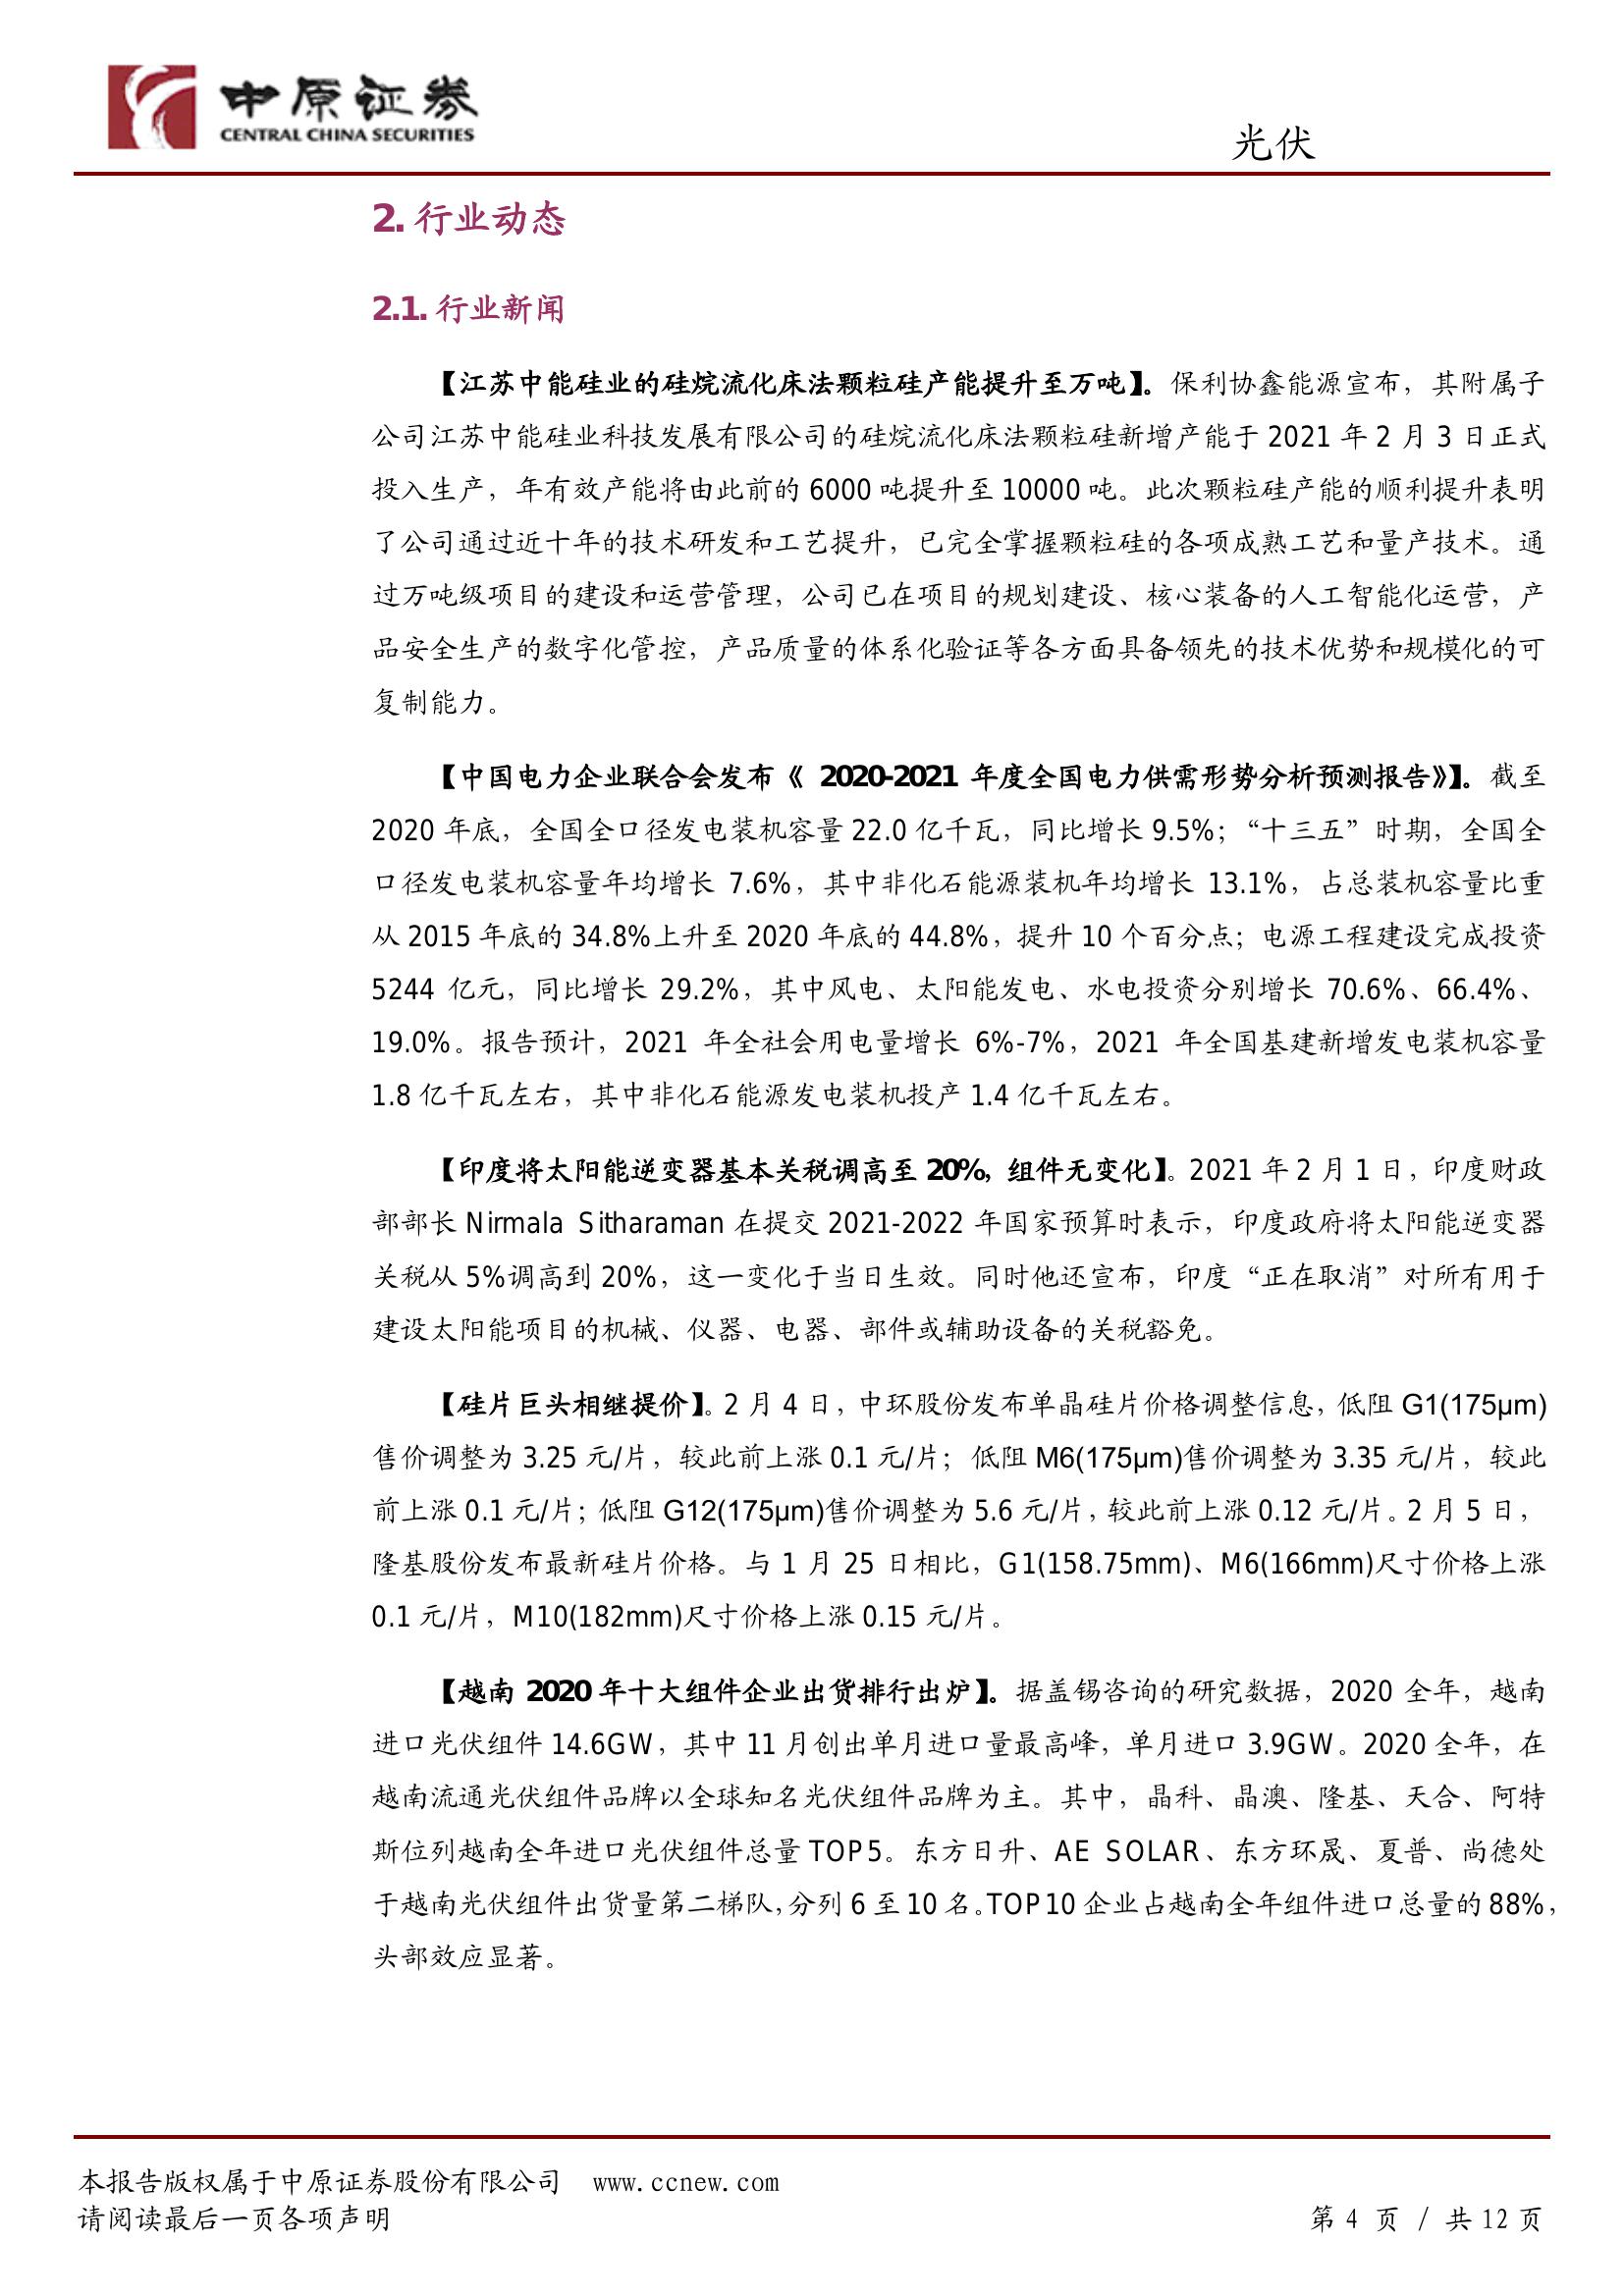 中原证券
CENTRAL CHINA SECURITIES
光伏
2. 行业动态
2.1. 行业新闻
【江苏中能硅业的硅烷流化床法颗粒硅产能提升至万吨】。保利协鑫能源宣布，其附属子
公司江苏中能硅业科技发展有限公司的硅烷流化床法颗粒硅新增产能于 2021 年 2 月 3 日正式
投入生产，年有效产能将由此前的 6000 吨提升至 10000 吨。此次颗粒硅产能的顺利提升表明
了公司通过近十年的技术研发和工艺提升，已完全掌握颗粒硅的各项成熟工艺和量产技术。通
过万吨级项目的建设和运营管理，公司已在项目的规划建设、核心装备的人工智能化运营，产
品安全生产的数字化管控，产品质量的体系化验证等各方面具备领先的技术优势和规模化的可
复制能力。
【中国电力企业联合会发布《 2020-2021 年度全国电力供需形势分析预测报告》】。截至
2020 年底，全国全口径发电装机容量 22.0 亿千瓦，同比增长 9.5%；“十三五”时期，全国全
口径发电装机容量年均增长 7.6%，其中非化石能源装机年均增长 13.1%，占总装机容量比重
从 2015 年底的 34.8%上升至 2020 年底的 44.8%，提升 10 个百分点；电源工程建设完成投资
5244 亿元，同比增长 29.2%，其中风电、太阳能发电、水电投资分别增长 70.6%、66.4%、
19.0%。报告预计，2021 年全社会用电量增长 6%-7%，2021 年全国基建新增发电装机容量
1.8 亿千瓦左右，其中非化石能源发电装机投产 1.4 亿千瓦左右。
【印度将太阳能逆变器基本关税调高至 20%，组件无变化】。2021 年 2 月 1 日，印度财政
部部长 Nirmala Sitharaman 在提交 2021-2022 年国家预算时表示，印度政府将太阳能逆变器
关税从 5%调高到 20%，这一变化于当日生效。同时他还宣布，印度“正在取消”对所有用于
建设太阳能项目的机械、仪器、电器、部件或辅助设备的关税豁免。
【硅片巨头相继提价】。2 月 4 日，中环股份发布单晶硅片价格调整信息，低阻 G1(175μm)
售价调整为 3.25 元/片，较此前上涨 0.1 元/片；低阻 M6(175μm)售价调整为 3.35 元/片，较此
前上涨 0.1 元/片；低阻 G12(175μm)售价调整为 5.6 元/片，较此前上涨 0.12 元/片。2 月 5 日，
隆基股份发布最新硅片价格。与 1 月 25 日相比，G1(158.75mm)、M6(166mm)尺寸价格上涨
0.1 元/片，M10(182mm)尺寸价格上涨 0.15 元/片。
【越南 2020 年十大组件企业出货排行出炉】。据盖锡咨询的研究数据，2020 全年，越南
进口光伏组件 14.6GW，其中 11 月创出单月进口量最高峰，单月进口 3.9GW。2020 全年，在
越南流通光伏组件品牌以全球知名光伏组件品牌为主。其中，晶科、晶澳、隆基、天合、阿特
斯位列越南全年进口光伏组件总量 TOP5。东方日升、AE SOLAR、东方环晟、夏普、尚德处
于越南光伏组件出货量第二梯队，分列 6 至 10 名。TOP10 企业占越南全年组件进口总量的 88%，
头部效应显著。
本报告版权属于中原证券股份有限公司 www.ccnew.com
请阅读最后一页各项声明
第 4 页 / 共 12 页